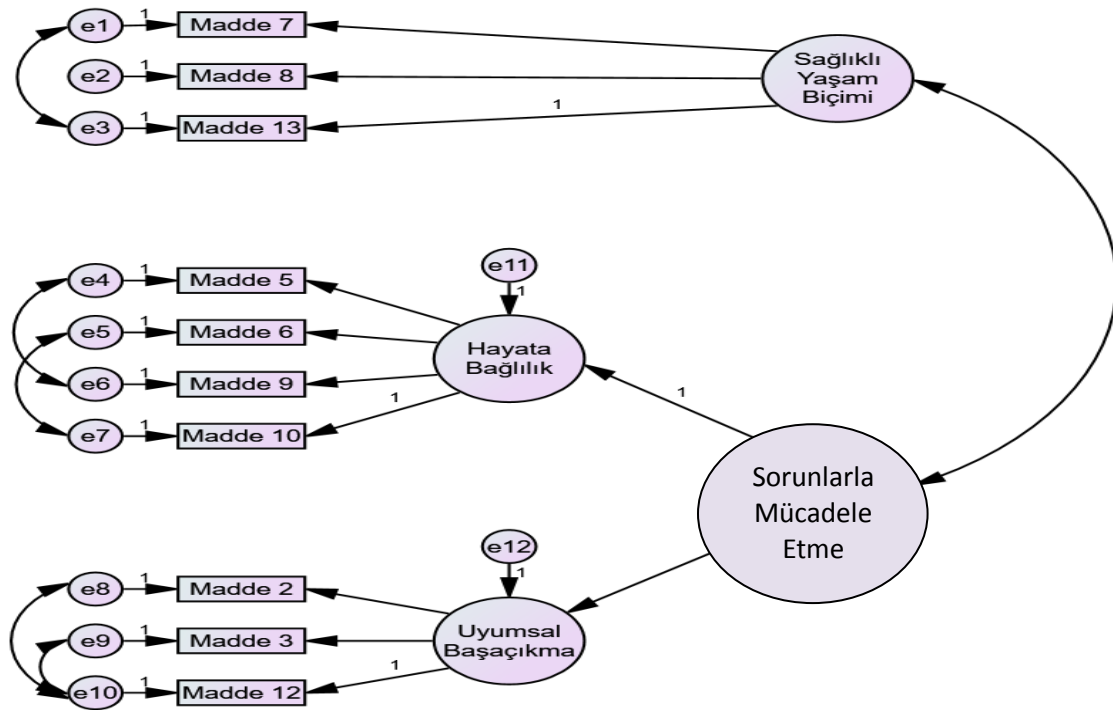 e1 1 Madde 7
e2 1 Madde 8
e3 1 Madde 13
1
Sağlıklı
Yaşam
Biçimi
e4 1 Madde 5
e5 1 Madde 6
e6 1 Madde 9
e7 1 Madde 10
1
e11
1
Hayata
Bağlılık
1
Sorunlarla
Mücadele
Etme
e8 1 Madde 2
e9 1 Madde 3
e10 1 Madde 12
1
e12
1
Uyumsal
Başaçıkma